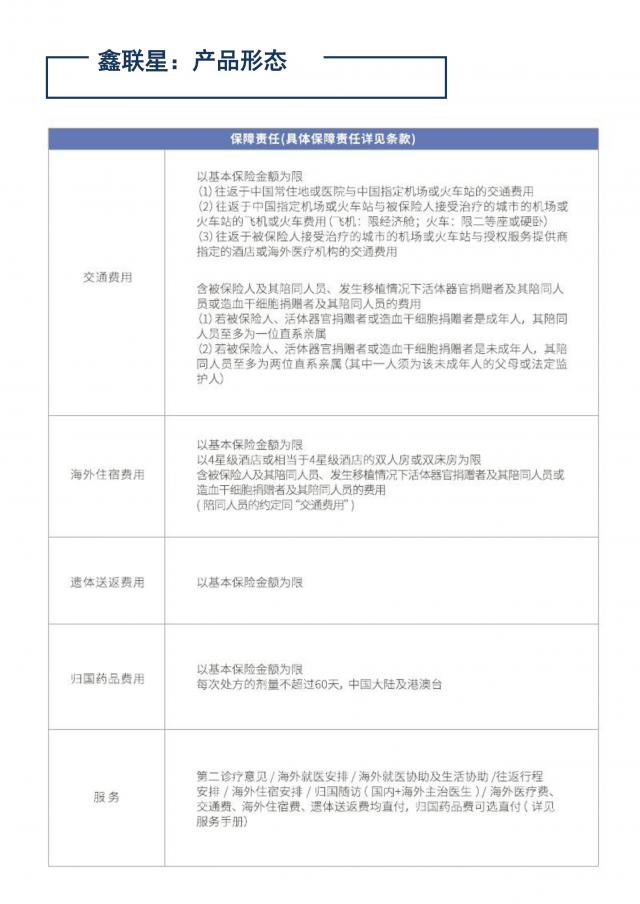 鑫联星：产品形态
保障责任(具体保障责任详见条款)
交通费用
以基本保险金额为限
(1)往返于中国常住地或医院与中国指定机场或火车站的交通费用
(2)往返于中国指定机场或火车站与被保险人接受治疗的城市的机场或
火车站的飞机或火车费用(飞机：限经济舱；火车：限二等座或硬卧)
(3)往返于被保险人接受治疗的城市的机场或火车站与授权服务提供商
指定的酒店或海外医疗机构的交通费用
含被保险人及其陪同人员、发生移植情况下活体器官捐赠者及其陪同人
员或造血干细胞捐赠者及其陪同人员的费用
(1)若被保险人、活体器官捐赠者或造血干细胞捐赠者是成年人，其陪同
人员至多为一位直系亲属
(2)若被保险人、活体器官捐赠者或造血干细胞捐赠者是未成年人，其陪
同人员至多为两位直系亲属(其中一人须为该未成年人的父母或法定监
护人)
海外住宿费用
以基本保险金额为限
以4星级酒店或相当于4星级酒店的双人房或双床房为限
含被保险人及其陪同人员、发生移植情况下活体器官捐赠者及其陪同人员或
造血干细胞捐赠者及其陪同人员的费用
(陪同人员的约定同“交通费用”)
遗体送返费用
以基本保险金额为限
归国药品费用
以基本保险金额为限
每次处方的剂量不超过60天，中国大陆及港澳台
服务
第二诊疗意见 / 海外就医安排 / 海外就医协助及生活协助 /往返行程
安排 / 海外住宿安排 / 归国随访(国内+海外主治医生)/ 海外医疗费、
交通费、海外住宿费、遗体送返费均直付，归国药品费可选直付(详见
服务手册)